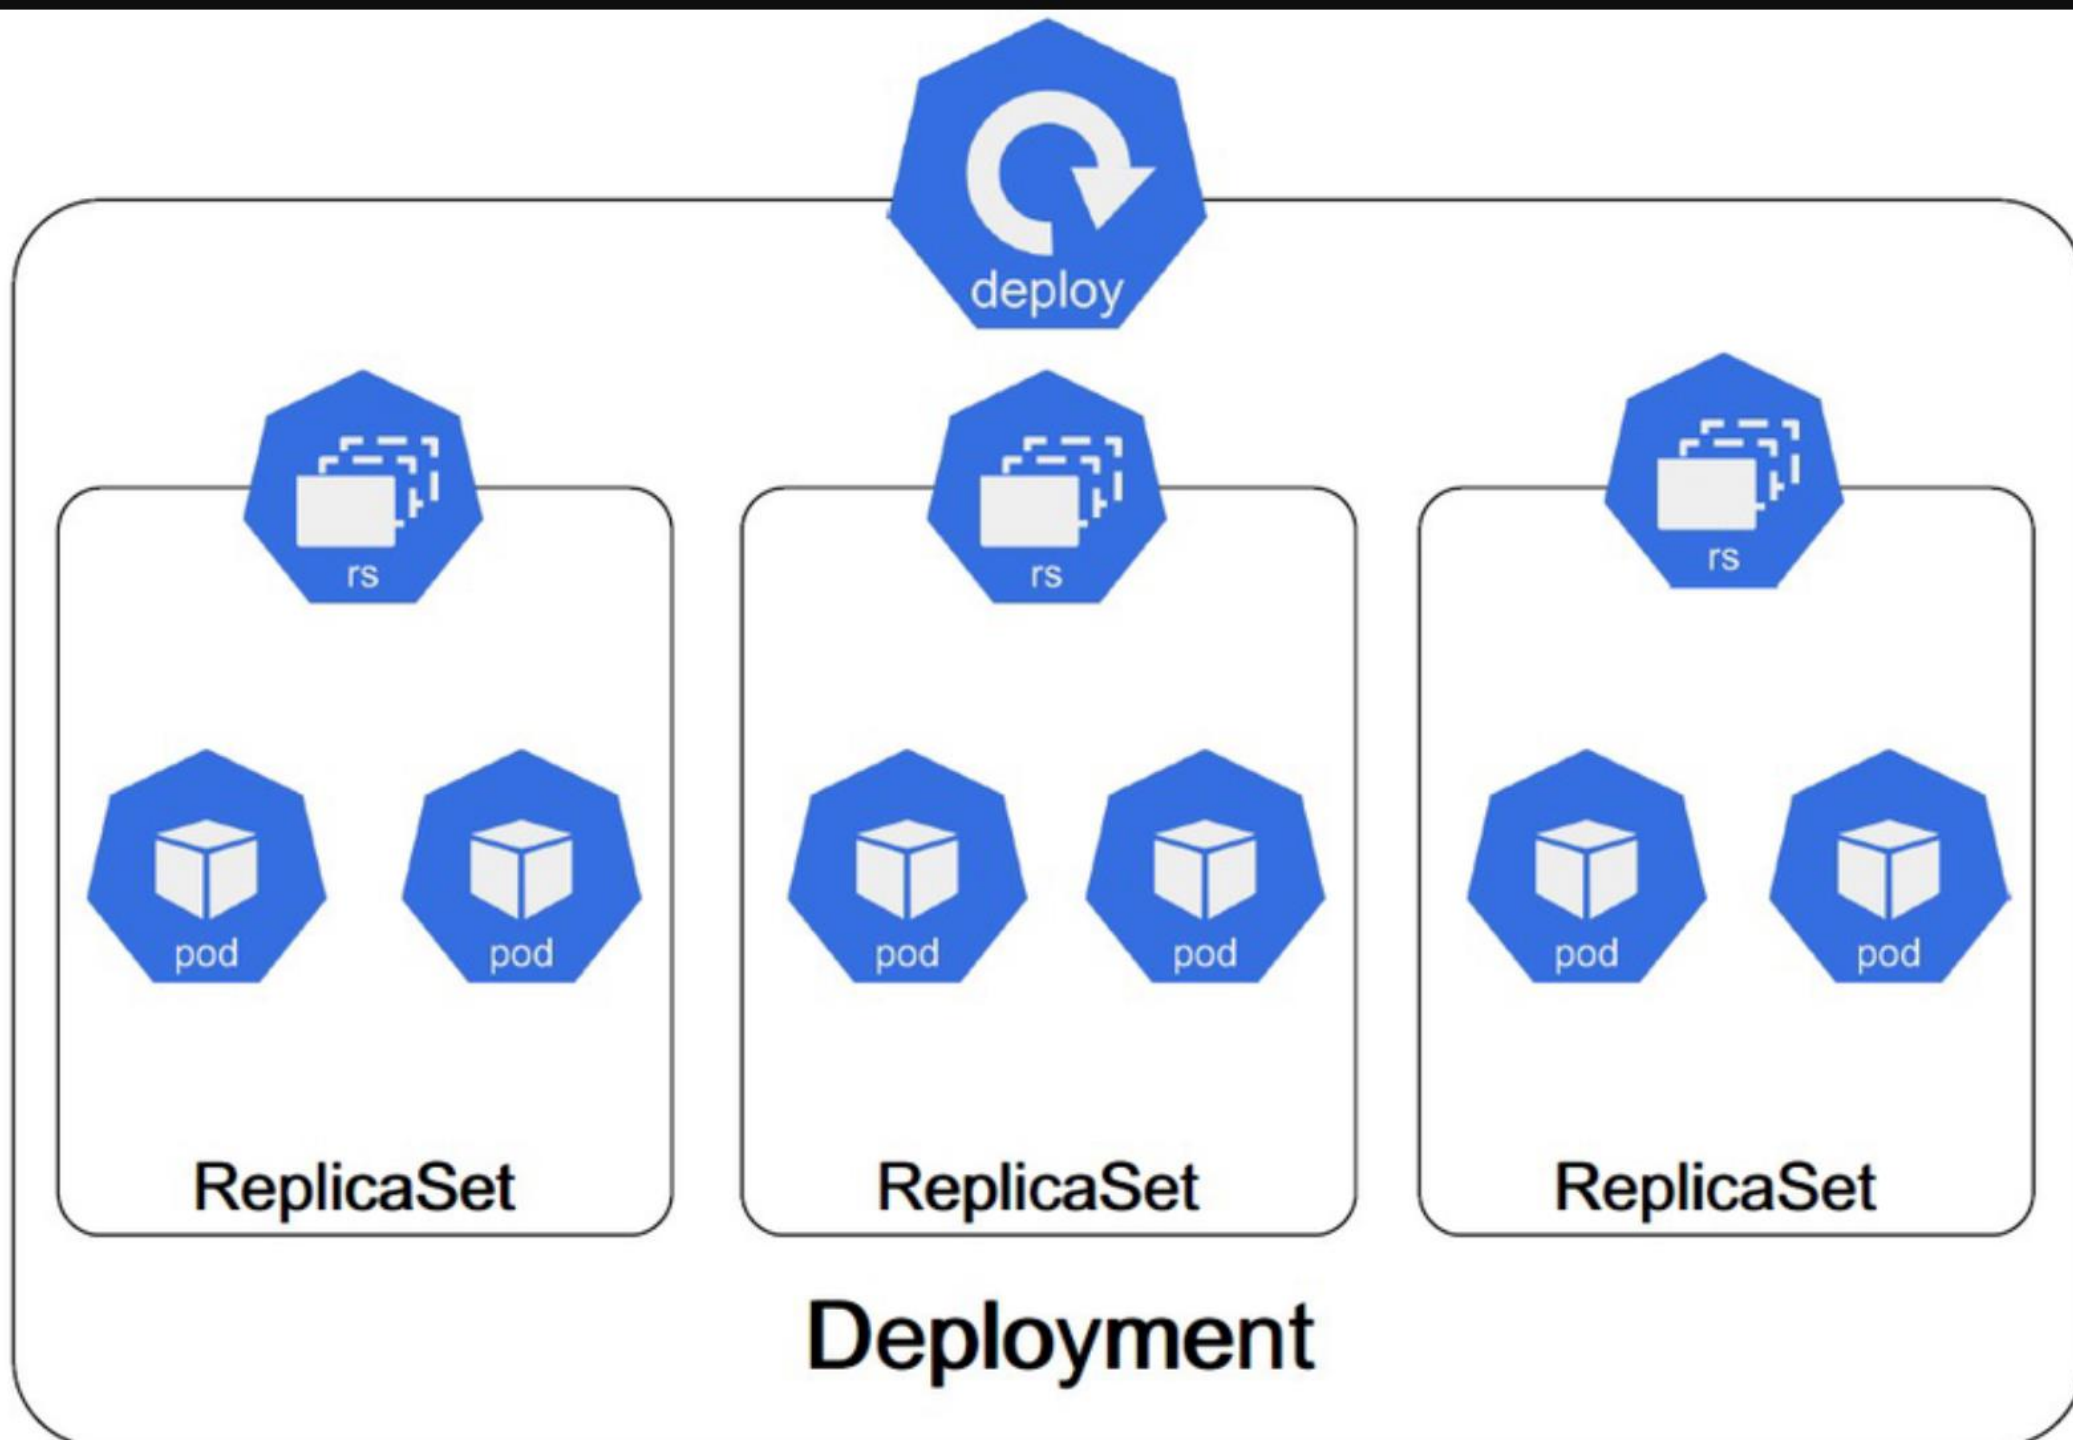 deploy
rs
rs
rs
pod
pod
pod
pod
pod
pod
ReplicaSet
ReplicaSet
ReplicaSet
Deployment